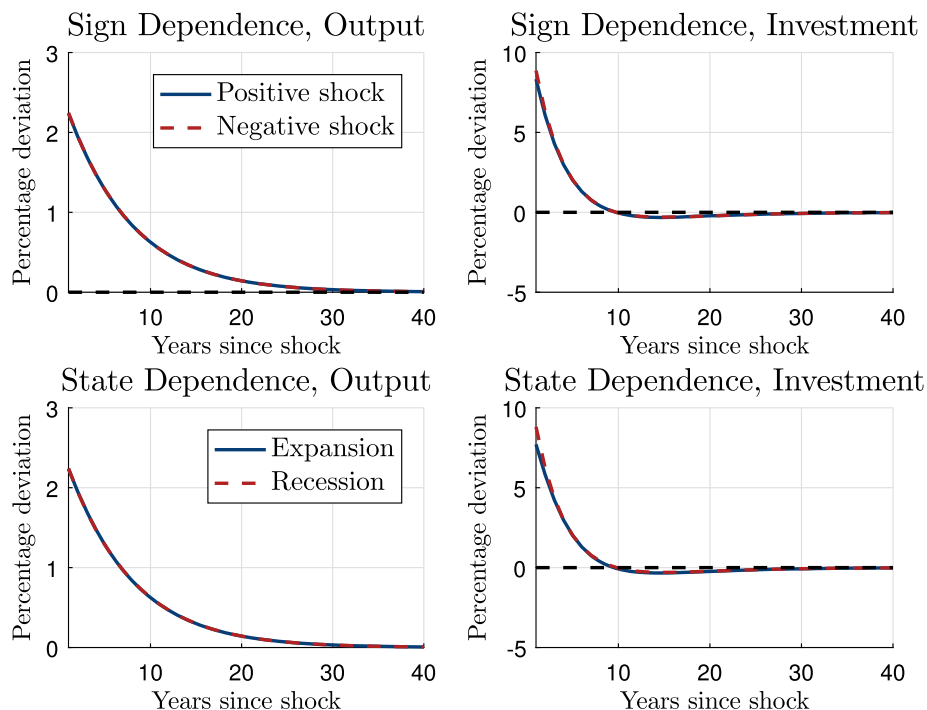 Sign Dependence, Output
Percentage deviation
3
2
1
0
Positive shock
Negative shock
10 20 30 40
Years since shock
Sign Dependence, Investment
Percentage deviation
10
5
0
-5
10 20 30 40
Years since shock
State Dependence, Output
Percentage deviation
3
2
1
0
Expansion
Recession
10 20 30 40
Years since shock
State Dependence, Investment
Percentage deviation
10
5
0
-5
10 20 30 40
Years since shock